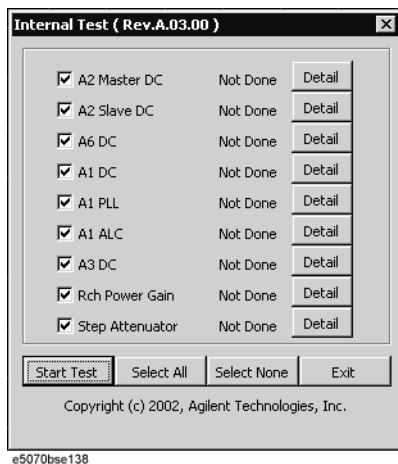 Internal Test ( Rev.A.03.00 )
A2 Master DC Not Done Detail
A2 Slave DC Not Done Detail
A6 DC Not Done Detail
A1 DC Not Done Detail
A1 PLL Not Done Detail
A1 ALC Not Done Detail
A3 DC Not Done Detail
Rch Power Gain Not Done Detail
Step Attenuator Not Done Detail
Start Test Select All Select None Exit
Copyright (c) 2002, Agilent Technologies, Inc.
e5070bse138